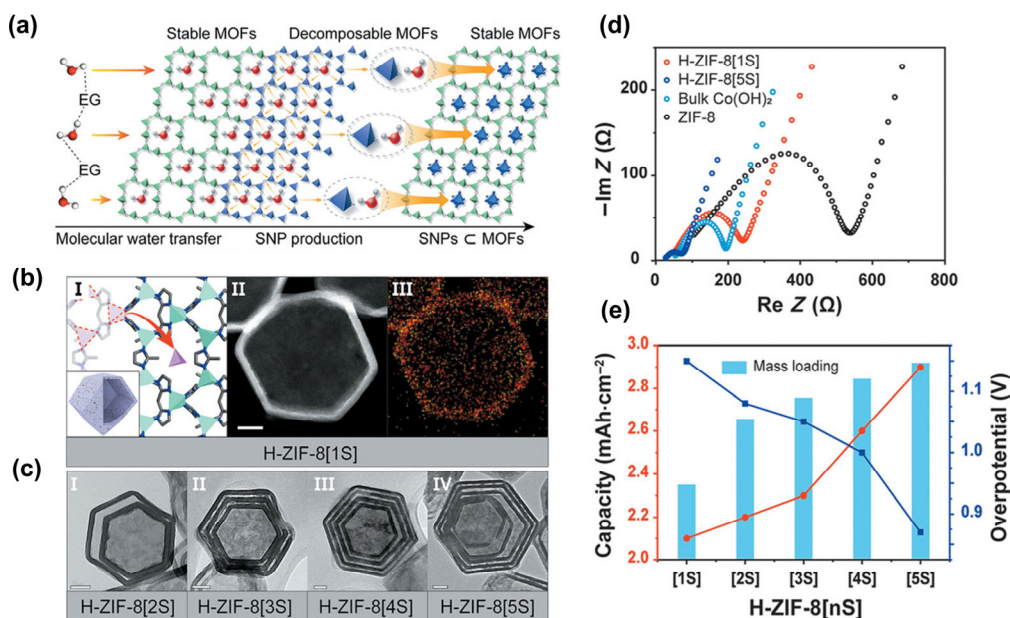 (a)
Stable MOFs
Decomposable MOFs
Stable MOFs
EG
EG
Molecular water transfer
SNP production
SNPs ⊂ MOFs
(b)
I
II
III
H-ZIF-8[1S]
(c)
I
II
III
IV
H-ZIF-8[2S]
H-ZIF-8[3S]
H-ZIF-8[4S]
H-ZIF-8[5S]
(d)
H-ZIF-8[1S]
H-ZIF-8[5S]
Bulk Co(OH)₂
ZIF-8
200
100
0
–Im Z (Ω)
0
200
400
600
800
Re Z (Ω)
(e)
Mass loading
3.0
2.8
2.6
2.4
2.2
2.0
Capacity (mAh·cm⁻²)
1.1
1.0
0.9
Overpotential (V)
[1S]
[2S]
[3S]
[4S]
[5S]
H-ZIF-8[nS]